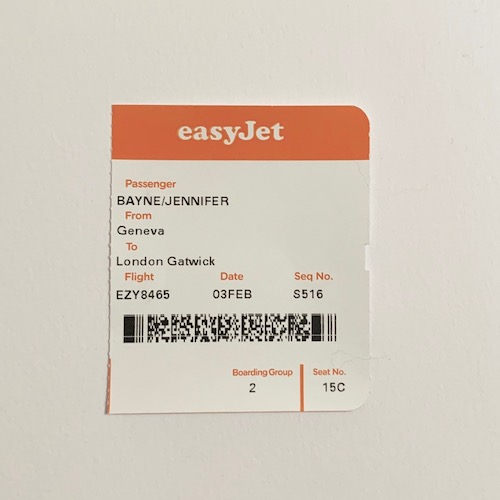 easyJet
Passenger
BAYNE/JENNIFER
From
Geneva
To
London Gatwick
Flight Date Seq No.
EZY8465 03FEB S516
Boarding Group Seat No.
2 15C